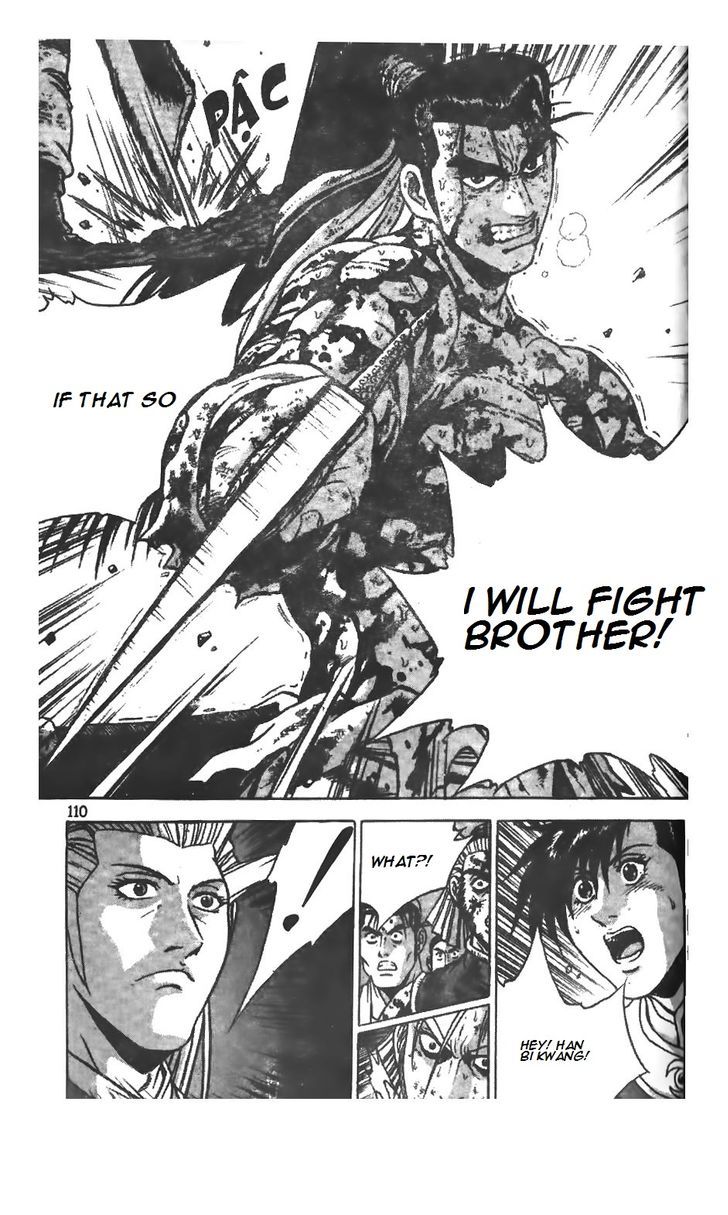 PẬC
IF THAT SO
I WILL FIGHT
BROTHER!
110
!
WHAT?!
HEY! HAN
BI KWANG!